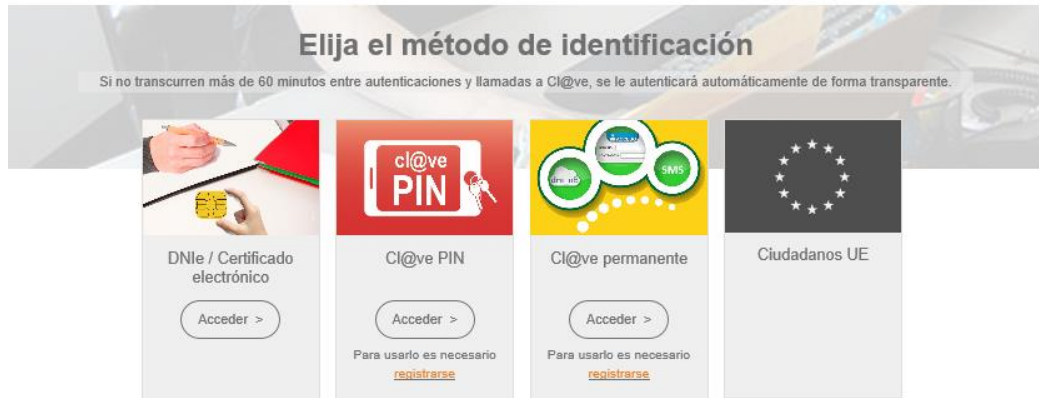 Elija el método de identificación
Si no transcurren más de 60 minutos entre autenticaciones y llamadas a Cl@ve, se le autenticará automáticamente de forma transparente.
cl@ve
PIN
SMS
DNIe / Certificado
electrónico
Acceder >
Cl@ve PIN
Acceder >
Para usarlo es necesario
registrarse
Cl@ve permanente
Acceder >
Para usarlo es necesario
registrarse
Ciudadanos UE